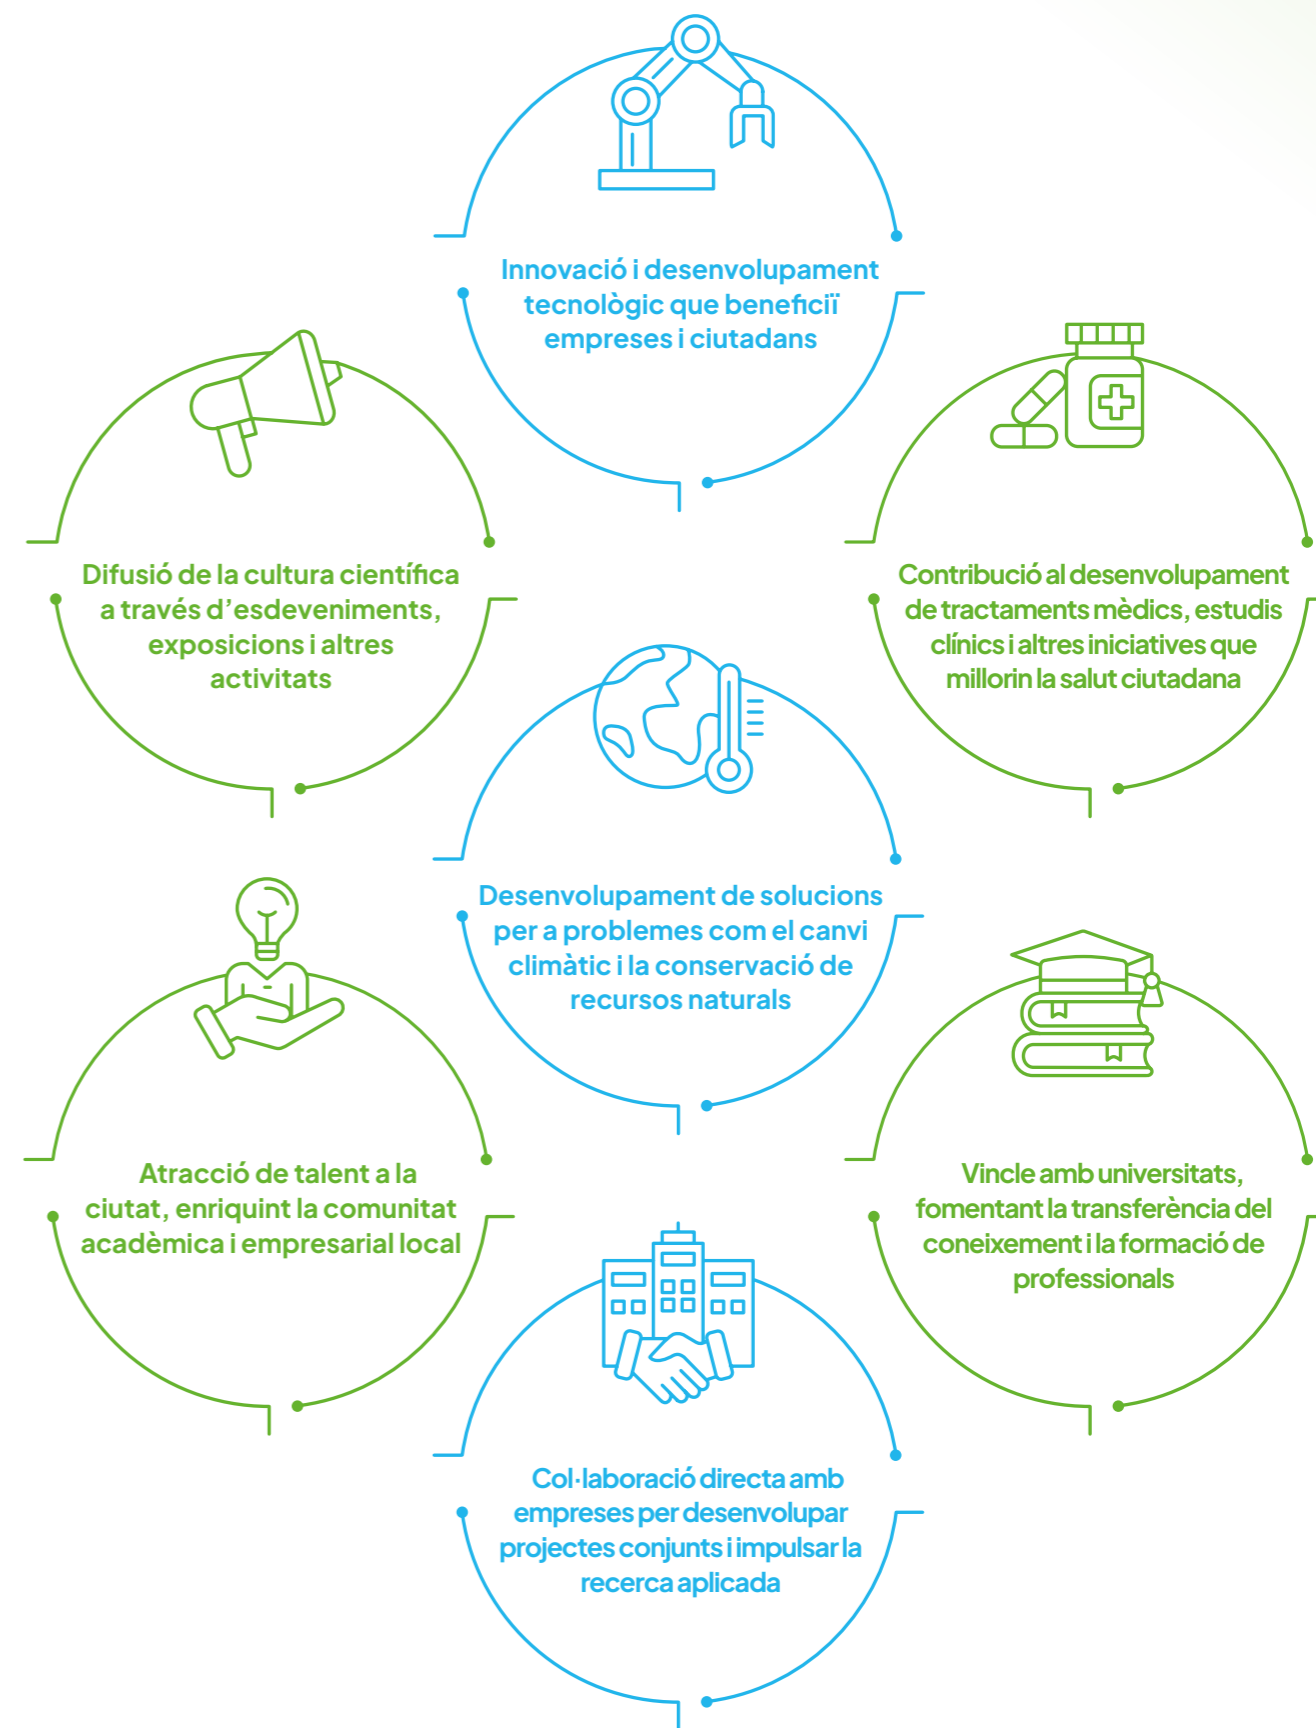 Innovació i desenvolupament
tecnològic que beneficiï
empreses i ciutadans
Difusió de la cultura científica
a través d’esdeveniments,
exposicions i altres
activitats
Contribució al desenvolupament
de tractaments mèdics, estudis
clínics i altres iniciatives que
millorin la salut ciutadana
Desenvolupament de solucions
per a problemes com el canvi
climàtic i la conservació de
recursos naturals
Atracció de talent a la
ciutat, enriquint la comunitat
acadèmica i empresarial local
Vincle amb universitats,
fomentant la transferència del
coneixement i la formació de
professionals
Col·laboració directa amb
empreses per desenvolupar
projectes conjunts i impulsar la
recerca aplicada